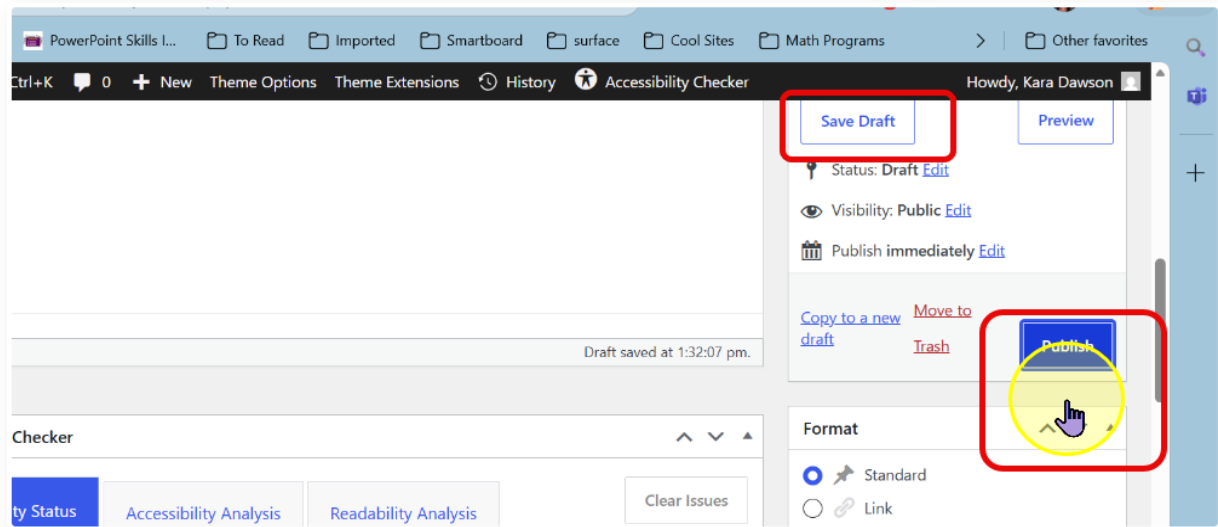 PowerPoint Skills I... To Read Imported Smartboard surface Cool Sites Math Programs Other favorites
Ctrl+K 0 New Theme Options Theme Extensions History Accessibility Checker Howdy, Kara Dawson
Save Draft Preview
Status: Draft Edit
Visibility: Public Edit
Publish immediately Edit
Copy to a new draft
Move to Trash
Publish
Draft saved at 1:32:07 pm.
Checker
Format
Standard
Link
ty Status Accessibility Analysis Readability Analysis Clear Issues